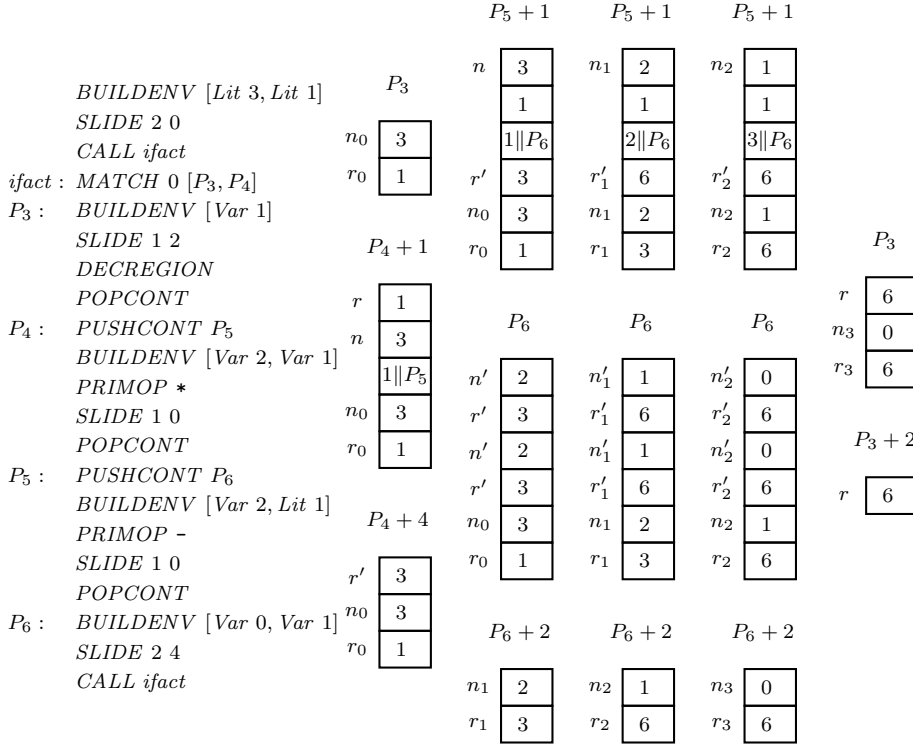 BUILDENV [Lit 3, Lit 1]
SLIDE 2 0
CALL ifact
ifact : MATCH 0 [P₃, P₄]
P₃ : BUILDENV [Var 1]
SLIDE 1 2
DECREGION
POPCONT
P₄ : PUSHCONT P₅
BUILDENV [Var 2, Var 1]
PRIMOP *
SLIDE 1 0
POPCONT
P₅ : PUSHCONT P₆
BUILDENV [Var 2, Lit 1]
PRIMOP -
SLIDE 1 0
POPCONT
P₆ : BUILDENV [Var 0, Var 1]
SLIDE 2 4
CALL ifact
P₃
n₀ 3
r₀ 1
P₄ + 1
r 1
n 3
1‖P₅
n₀ 3
r₀ 1
P₄ + 4
r′ 3
n₀ 3
r₀ 1
P₅ + 1
n 3
1
1‖P₆
r′ 3
n₀ 3
r₀ 1
P₆
n′ 2
r′ 3
n′ 2
r′ 3
n₀ 3
r₀ 1
P₆ + 2
n₁ 2
r₁ 3
P₅ + 1
n₁ 2
1
2‖P₆
r′₁ 6
n₁ 2
r₁ 3
P₆
n′₁ 1
r′₁ 6
n′₁ 1
r′₁ 6
n₁ 2
r₁ 3
P₆ + 2
n₂ 1
r₂ 6
P₅ + 1
n₂ 1
1
3‖P₆
r′₂ 6
n₂ 1
r₂ 6
P₆
n′₂ 0
r′₂ 6
n′₂ 0
r′₂ 6
n₂ 1
r₂ 6
P₆ + 2
n₃ 0
r₃ 6
P₃
r 6
n₃ 0
r₃ 6
P₃ + 2
r 6